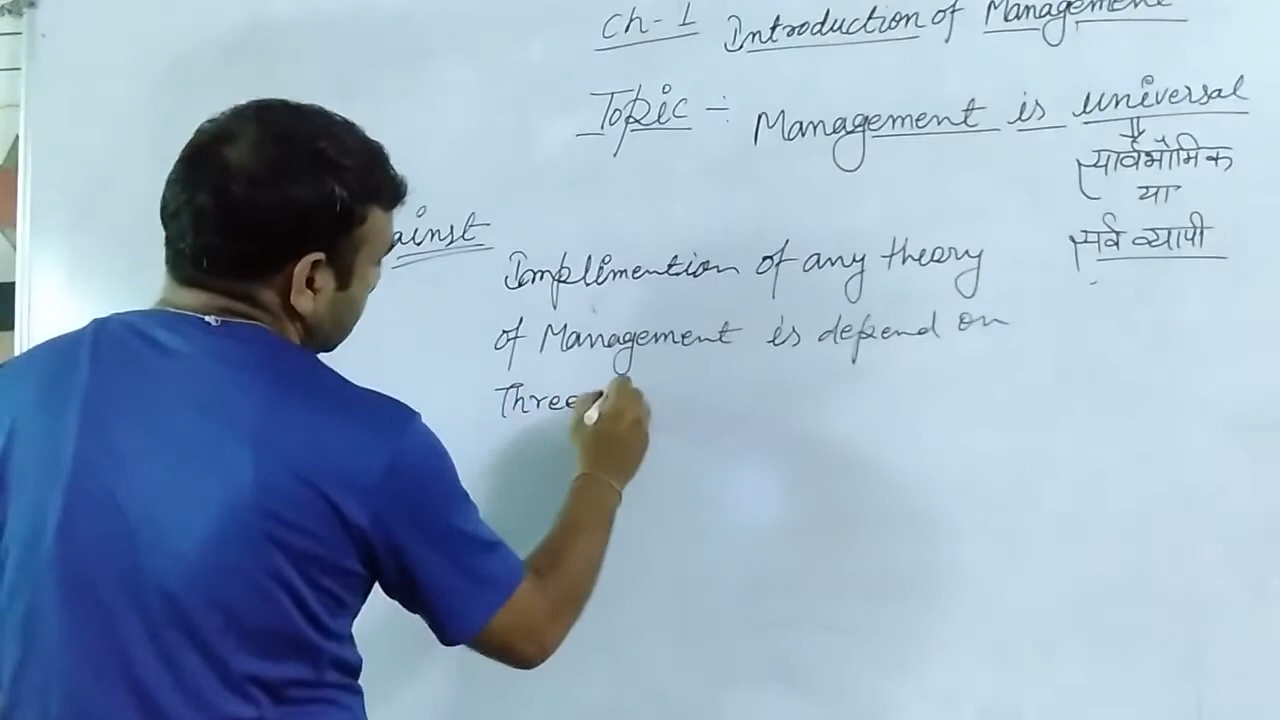 Ch-1 Introduction of Management
Topic :- Management is universal
सार्वभौमिक
या
सर्व व्यापी
ainst
Implimention of any theory
of Management is depend on
Three